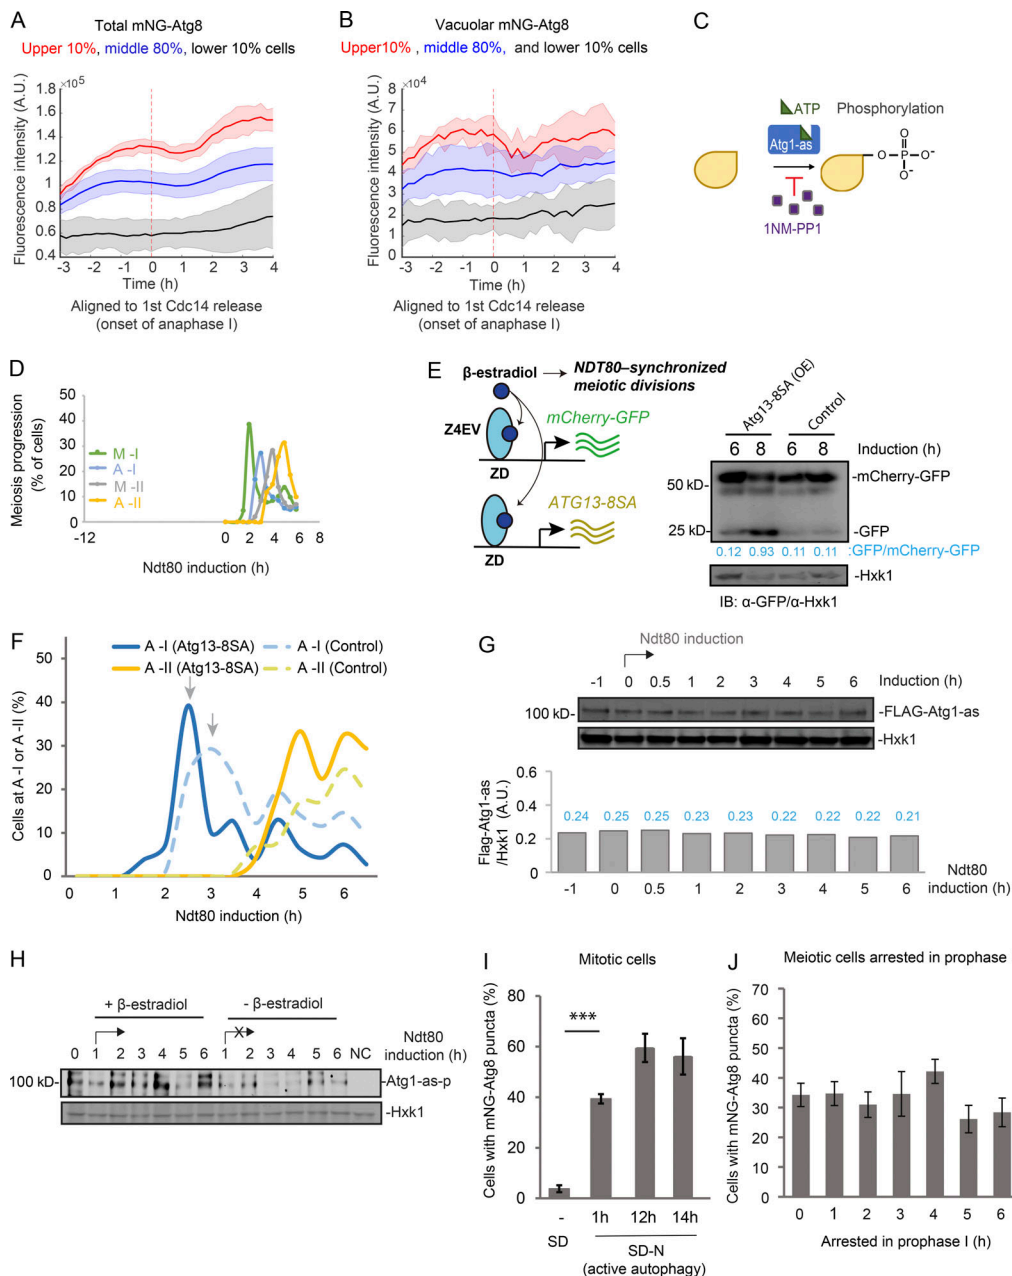 A
Total mNG-Atg8
Upper 10%, middle 80%, lower 10% cells
×10⁵
Fluorescence intensity (A.U.)
1.8
1.6
1.4
1.2
1
0.8
0.6
0.4
-3 -2 -1 0 1 2 3 4
Time (h)
Aligned to 1st Cdc14 release
(onset of anaphase I)
B
Vacuolar mNG-Atg8
Upper10% , middle 80%, and lower 10% cells
×10⁴
Fluorescence intensity (A.U.)
8
7
6
5
4
3
2
1
0
-3 -2 -1 0 1 2 3 4
Time (h)
Aligned to 1st Cdc14 release
(onset of anaphase I)
C
ATP
Phosphorylation
Atg1-as
O
O
P
O⁻
O⁻
1NM-PP1
D
Meiosis progression
(% of cells)
50
40
30
20
10
0
M -I
A -I
M -II
A -II
-12 0 2 4 6 8
Ndt80 induction (h)
E
β-estradiol
NDT80–synchronized
meiotic divisions
Z4EV
mCherry-GFP
ZD
ATG13-8SA
ZD
Atg13-8SA (OE)
Control
6 8 6 8
Induction (h)
-mCherry-GFP
50 kD-
25 kD-
-GFP
0.12 0.93 0.11 0.11 :GFP/mCherry-GFP
-Hxk1
IB: α-GFP/α-Hxk1
F
A -I (Atg13-8SA)
A -I (Control)
A -II (Atg13-8SA)
A -II (Control)
Cells at A -I or A -II (%)
50
40
30
20
10
0
0 1 2 3 4 5 6
Ndt80 induction (h)
G
Ndt80 induction
-1 0 0.5 1 2 3 4 5 6
Induction (h)
100 kD-
-FLAG-Atg1-as
-Hxk1
Flag-Atg1-as
/Hxk1 (A.U.)
0.6
0.4
0.2
0
0.24 0.25 0.25 0.23 0.23 0.22 0.22 0.22 0.21
-1 0 0.5 1 2 3 4 5 6
Ndt80
induction (h)
H
+ β-estradiol
- β-estradiol
X
0 1 2 3 4 5 6 1 2 3 4 5 6 NC
Ndt80
induction (h)
100 kD-
-Atg1-as-p
-Hxk1
I
Mitotic cells
Cells with mNG-Atg8 puncta (%)
80
60
40
20
0
***
- 1h 12h 14h
SD
SD-N
(active autophagy)
J
Meiotic cells arrested in prophase
Cells with mNG-Atg8 puncta (%)
70
60
50
40
30
20
10
0
0 1 2 3 4 5 6
Arrested in prophase I (h)